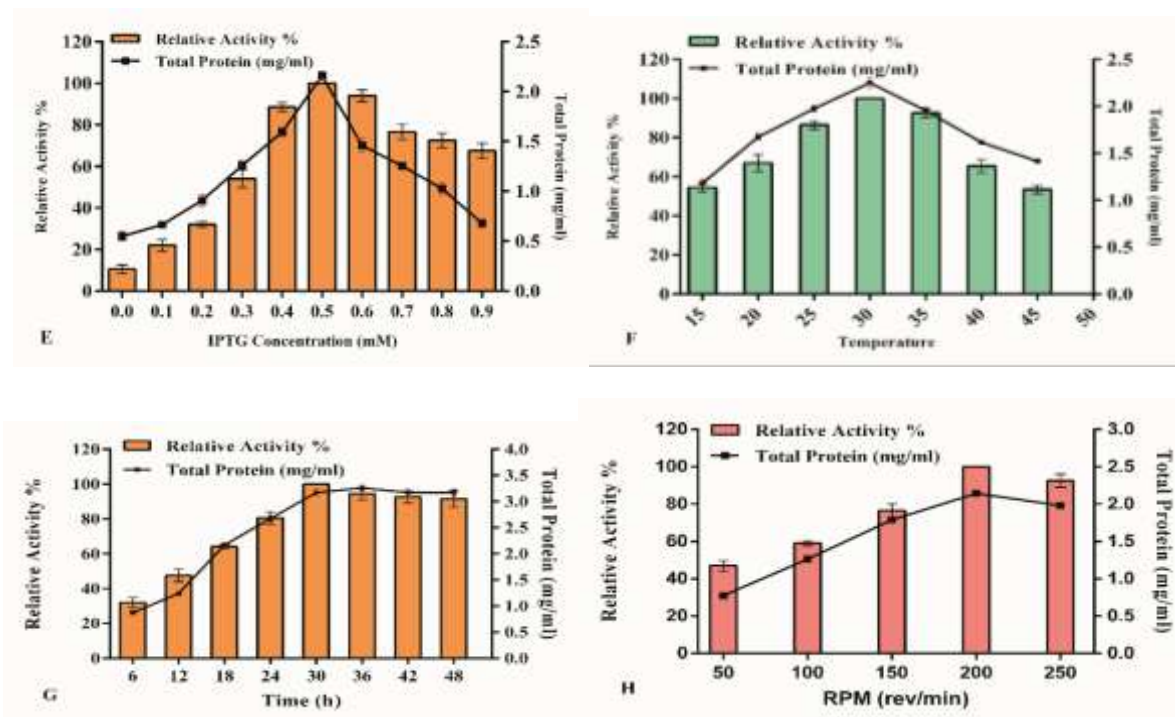 Relative Activity %
Total Protein (mg/ml)
120
100
80
60
40
20
0
Relative Activity %
2.5
2.0
1.5
1.0
0.5
0.0
Total Protein (mg/ml)
0.0 0.1 0.2 0.3 0.4 0.5 0.6 0.7 0.8 0.9
E
IPTG Concentration (mM)
Relative Activity %
Total Protein (mg/ml)
120
100
80
60
40
20
0
Relative Activity %
2.5
2.0
1.5
1.0
0.5
0.0
Total Protein (mg/ml)
15 20 25 30 35 40 45 50
F
Temperature
Relative Activity %
Total Protein (mg/ml)
120
100
80
60
40
20
0
Relative Activity %
4.0
3.5
3.0
2.5
2.0
1.5
1.0
0.5
0.0
Total Protein (mg/ml)
6 12 18 24 30 36 42 48
G
Time (h)
Relative Activity %
Total Protein (mg/ml)
120
100
80
60
40
20
0
Relative Activity %
3.0
2.5
2.0
1.5
1.0
0.5
0.0
Total Protein (mg/ml)
50 100 150 200 250
H
RPM (rev/min)